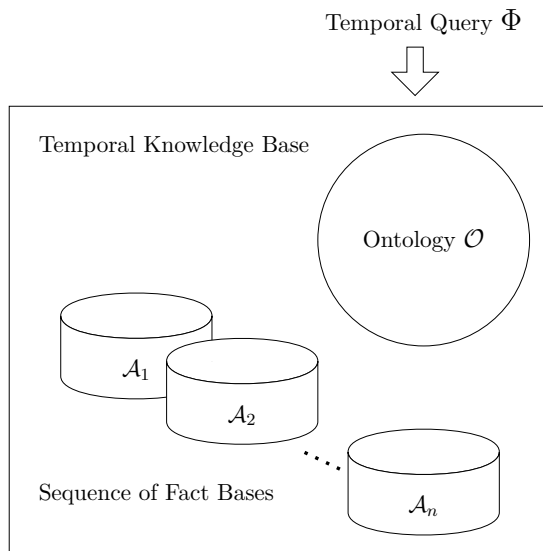 Temporal Query Φ
Temporal Knowledge Base
Ontology 𝒪
𝒜₁
𝒜₂
Sequence of Fact Bases
𝒜ₙ